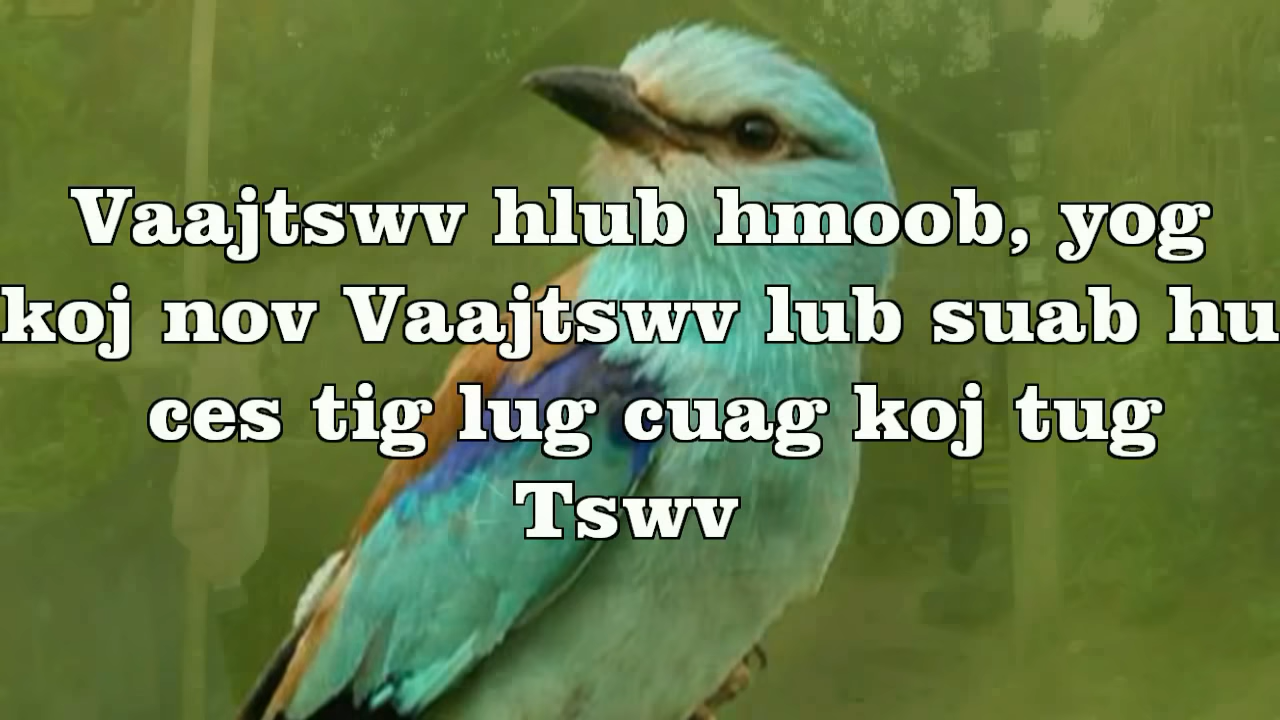 Vaajtswv hlub hmoob, yog
koj nov Vaajtswv lub suab hu
ces tig lug cuag koj tug
Tswv